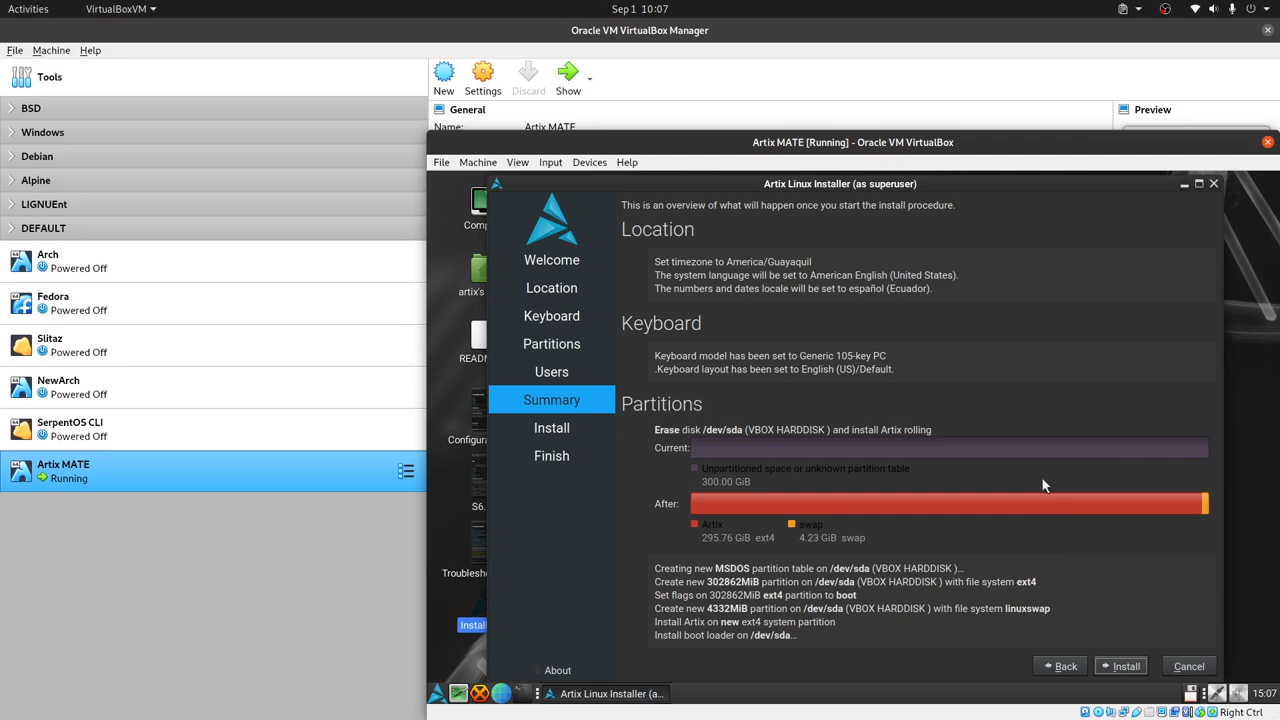 Activities
VirtualBoxVM
Sep 1 10:07
Oracle VM VirtualBox Manager
File Machine Help
Tools
New
Settings
Discard
Show
BSD
Windows
Debian
Alpine
LIGNUEnt
DEFAULT
Arch
Powered Off
Fedora
Powered Off
Slitaz
Powered Off
NewArch
Powered Off
SerpentOS CLI
Powered Off
Artix MATE
Running
General
Preview
Name: Artix MATE
Artix MATE [Running] - Oracle VM VirtualBox
File Machine View Input Devices Help
Artix Linux Installer (as superuser)
Welcome
Location
Keyboard
Partitions
Users
Summary
Install
Finish
About
This is an overview of what will happen once you start the install procedure.
Location
Set timezone to America/Guayaquil
The system language will be set to American English (United States).
The numbers and dates locale will be set to español (Ecuador).
Keyboard
Keyboard model has been set to Generic 105-key PC
.Keyboard layout has been set to English (US)/Default.
Partitions
Erase disk /dev/sda (VBOX HARDDISK ) and install Artix rolling
Current:
Unpartitioned space or unknown partition table
300.00 GiB
After:
Artix
295.76 GiB ext4
swap
4.23 GiB swap
Creating new MSDOS partition table on /dev/sda (VBOX HARDDISK )...
Create new 302862MiB partition on /dev/sda (VBOX HARDDISK ) with file system ext4
Set flags on 302862MiB ext4 partition to boot
Create new 4332MiB partition on /dev/sda (VBOX HARDDISK ) with file system linuxswap
Install Artix on new ext4 system partition
Install boot loader on /dev/sda...
Back
Install
Cancel
Comp
artix's
READM
Configura
S6.
Troublesh
Install
Artix Linux Installer (a...
15:07
Right Ctrl